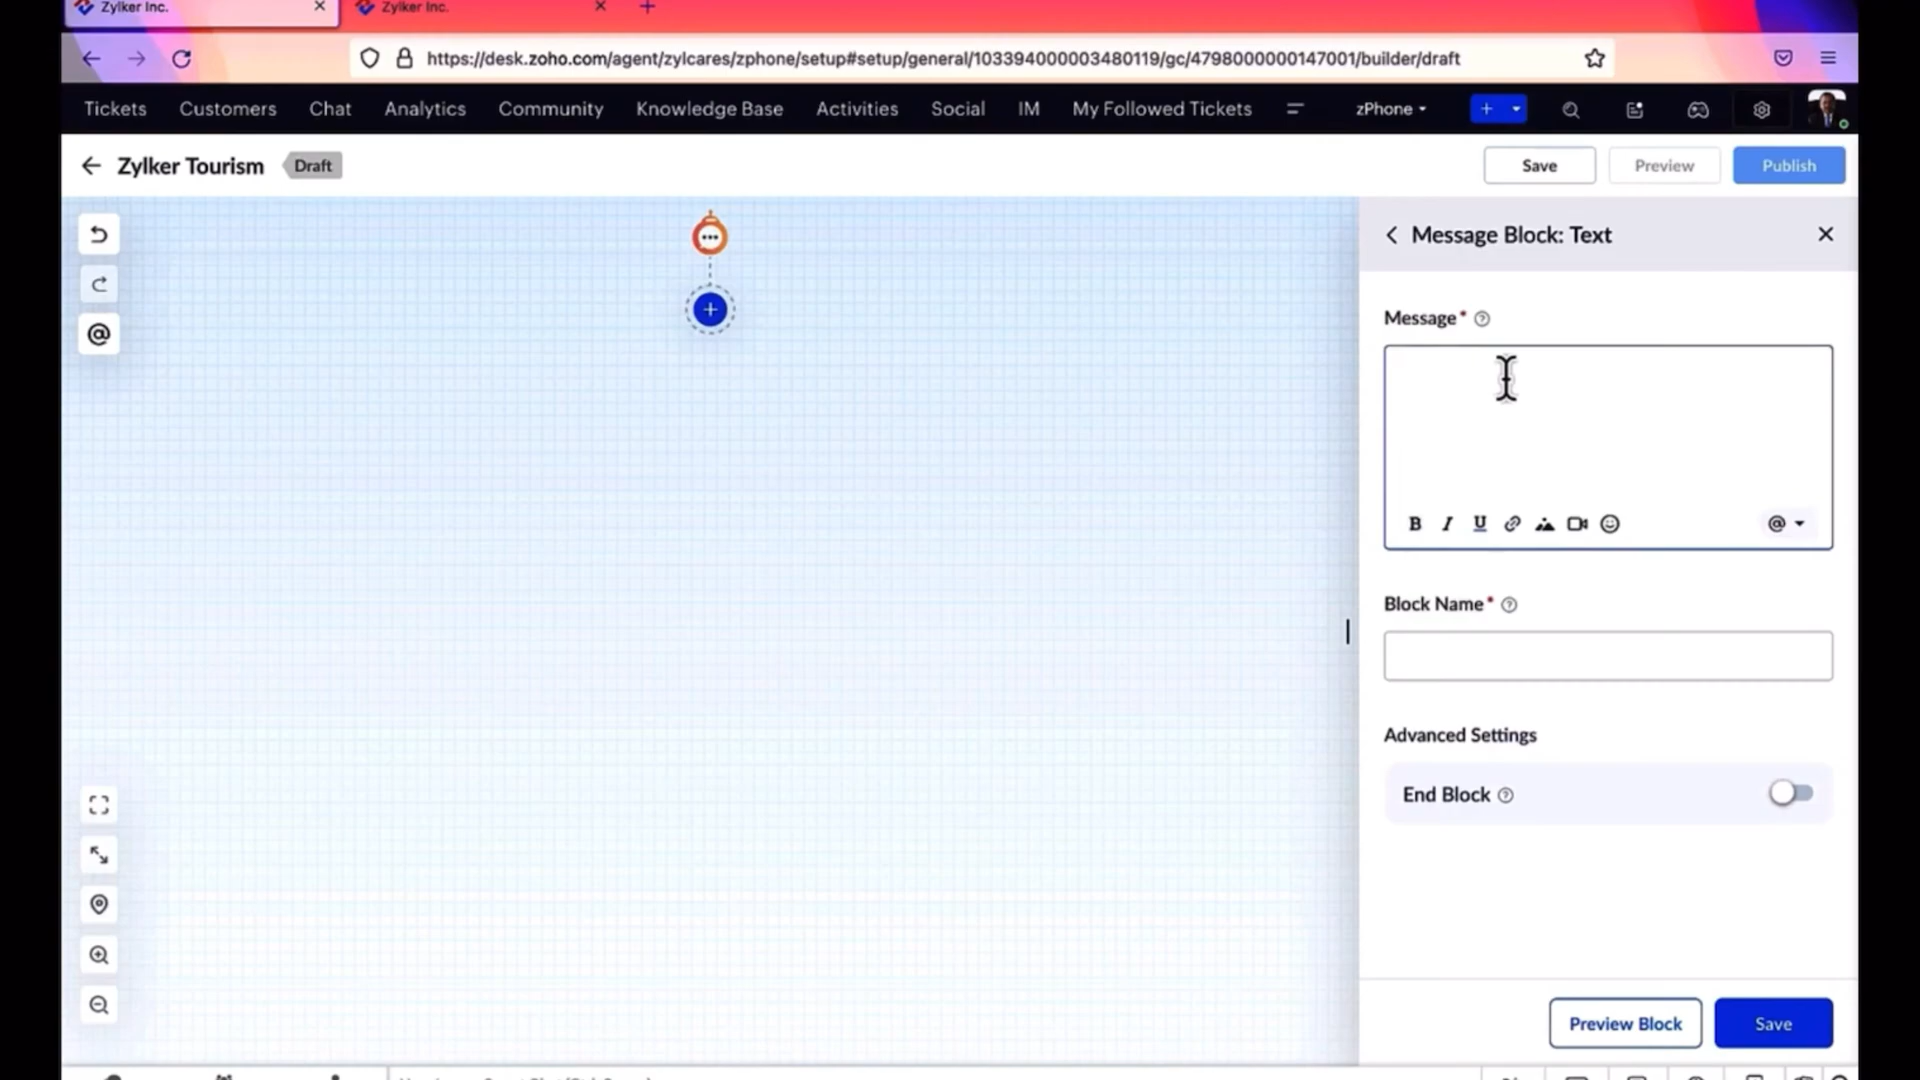 Zylker Inc.
Zylker Inc.
https://desk.zoho.com/agent/zylcares/zphone/setup#setup/general/103394000003480119/gc/4798000000147001/builder/draft
Tickets Customers Chat Analytics Community Knowledge Base Activities Social IM My Followed Tickets zPhone
Zylker Tourism Draft Save Preview Publish
Message Block: Text
Message*
B I U @
Block Name*
Advanced Settings
End Block
Preview Block Save